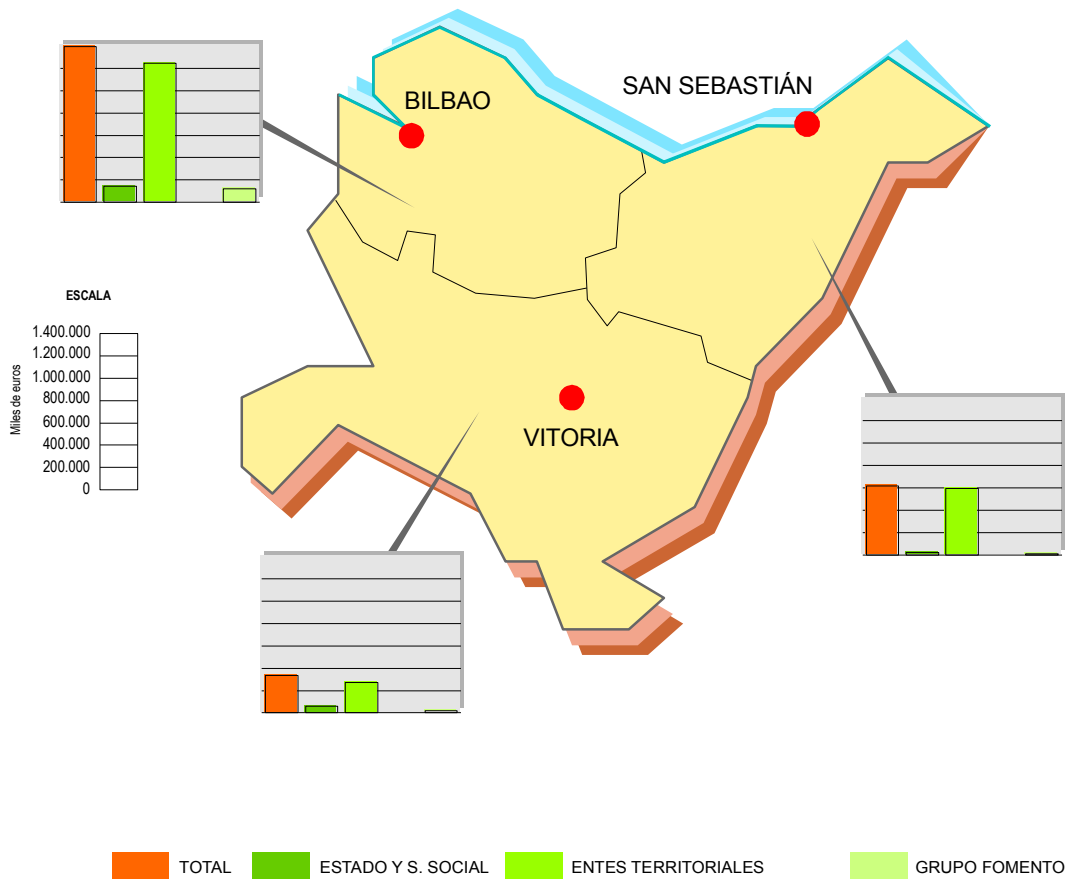 SAN SEBASTIÁN
BILBAO
ESCALA
Miles de euros
1.400.000
1.200.000
1.000.000
800.000
600.000
400.000
200.000
0
VITORIA
TOTAL
ESTADO Y S. SOCIAL
ENTES TERRITORIALES
GRUPO FOMENTO